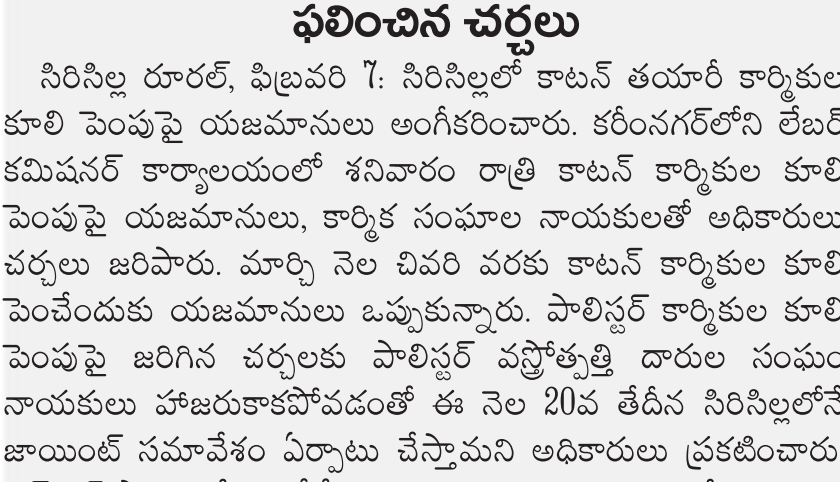 ఫలించిన చర్చలు
సిరిసిల్ల రూరల్, ఫిబ్రవరి 7: సిరిసిల్లలో కాటన్ తయారీ కార్మికుల
కూలి పెంపుపై యజమానులు అంగీకరించారు. కరీంనగర్‌లోని లేబర్
కమిషనర్ కార్యాలయంలో శనివారం రాత్రి కాటన్ కార్మికుల కూలి
పెంపుపై యజమానులు, కార్మిక సంఘాల నాయకులతో అధికారులు
చర్చలు జరిపారు. మార్చి నెల చివరి వరకు కాటన్ కార్మికుల కూలి
పెంచేందుకు యజమానులు ఒప్పుకున్నారు. పాలిస్టర్ కార్మికుల కూలి
పెంపుపై జరిగిన చర్చలకు పాలిస్టర్ వస్త్రోత్పత్తి దారుల సంఘం
నాయకులు హాజరుకాకపోవడంతో ఈ నెల 20వ తేదీన సిరిసిల్లలోనే
జాయింట్ సమావేశం ఏర్పాటు చేస్తామని అధికారులు ప్రకటించారు